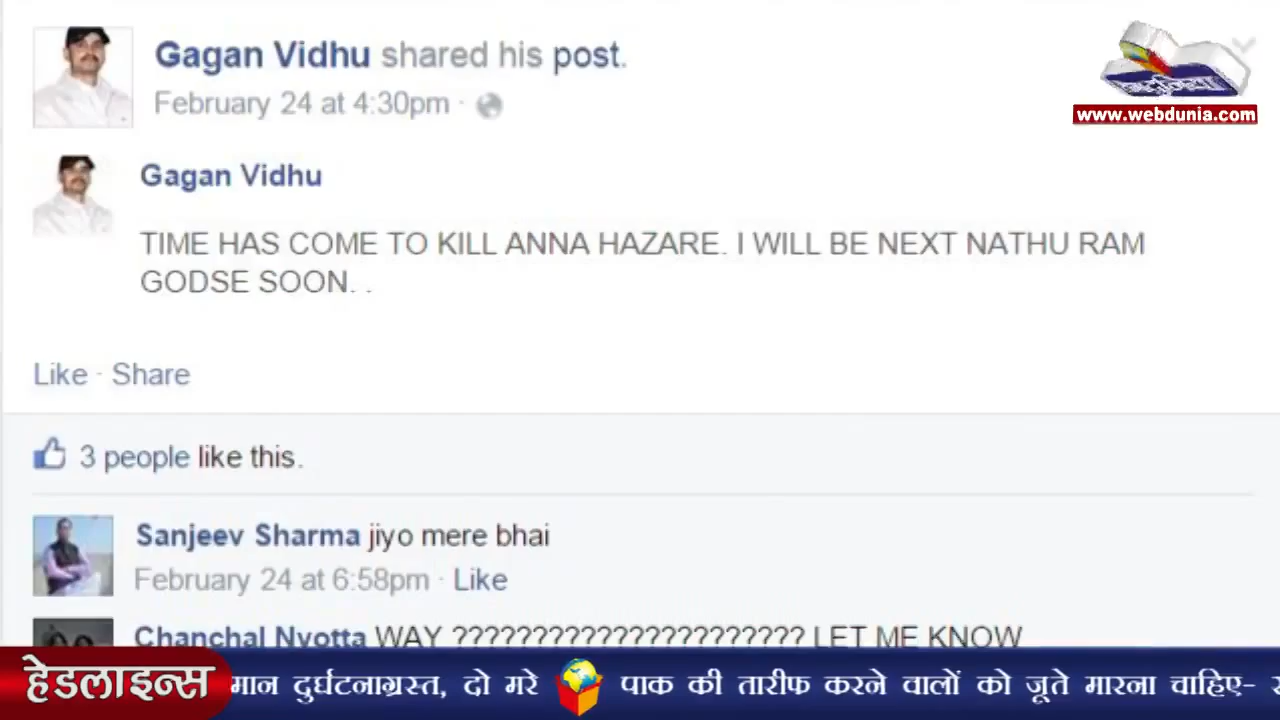 Gagan Vidhu shared his post.
February 24 at 4:30pm ·
www.webdunia.com
Gagan Vidhu
TIME HAS COME TO KILL ANNA HAZARE. I WILL BE NEXT NATHU RAM
GODSE SOON. .
Like · Share
3 people like this.
Sanjeev Sharma jiyo mere bhai
February 24 at 6:58pm · Like
Chanchal Nyotta WAY ?????????????????????? LET ME KNOW
हेडलाइन्स मान दुर्घटनाग्रस्त, दो मरे पाक की तारीफ करने वालों को जूते मारना चाहिए-